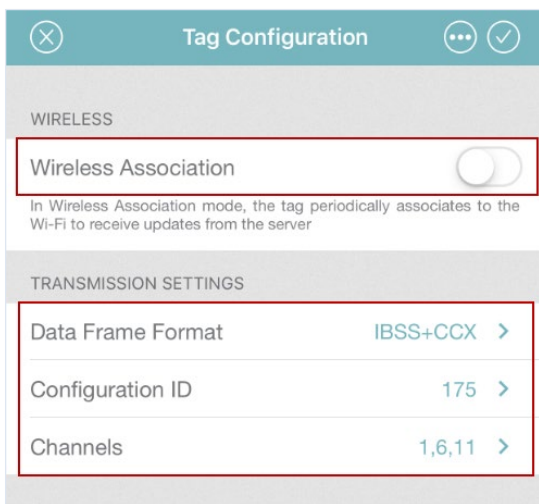 Tag Configuration
WIRELESS
Wireless Association
In Wireless Association mode, the tag periodically associates to the
Wi-Fi to receive updates from the server
TRANSMISSION SETTINGS
Data Frame Format IBSS+CCX
Configuration ID 175
Channels 1,6,11